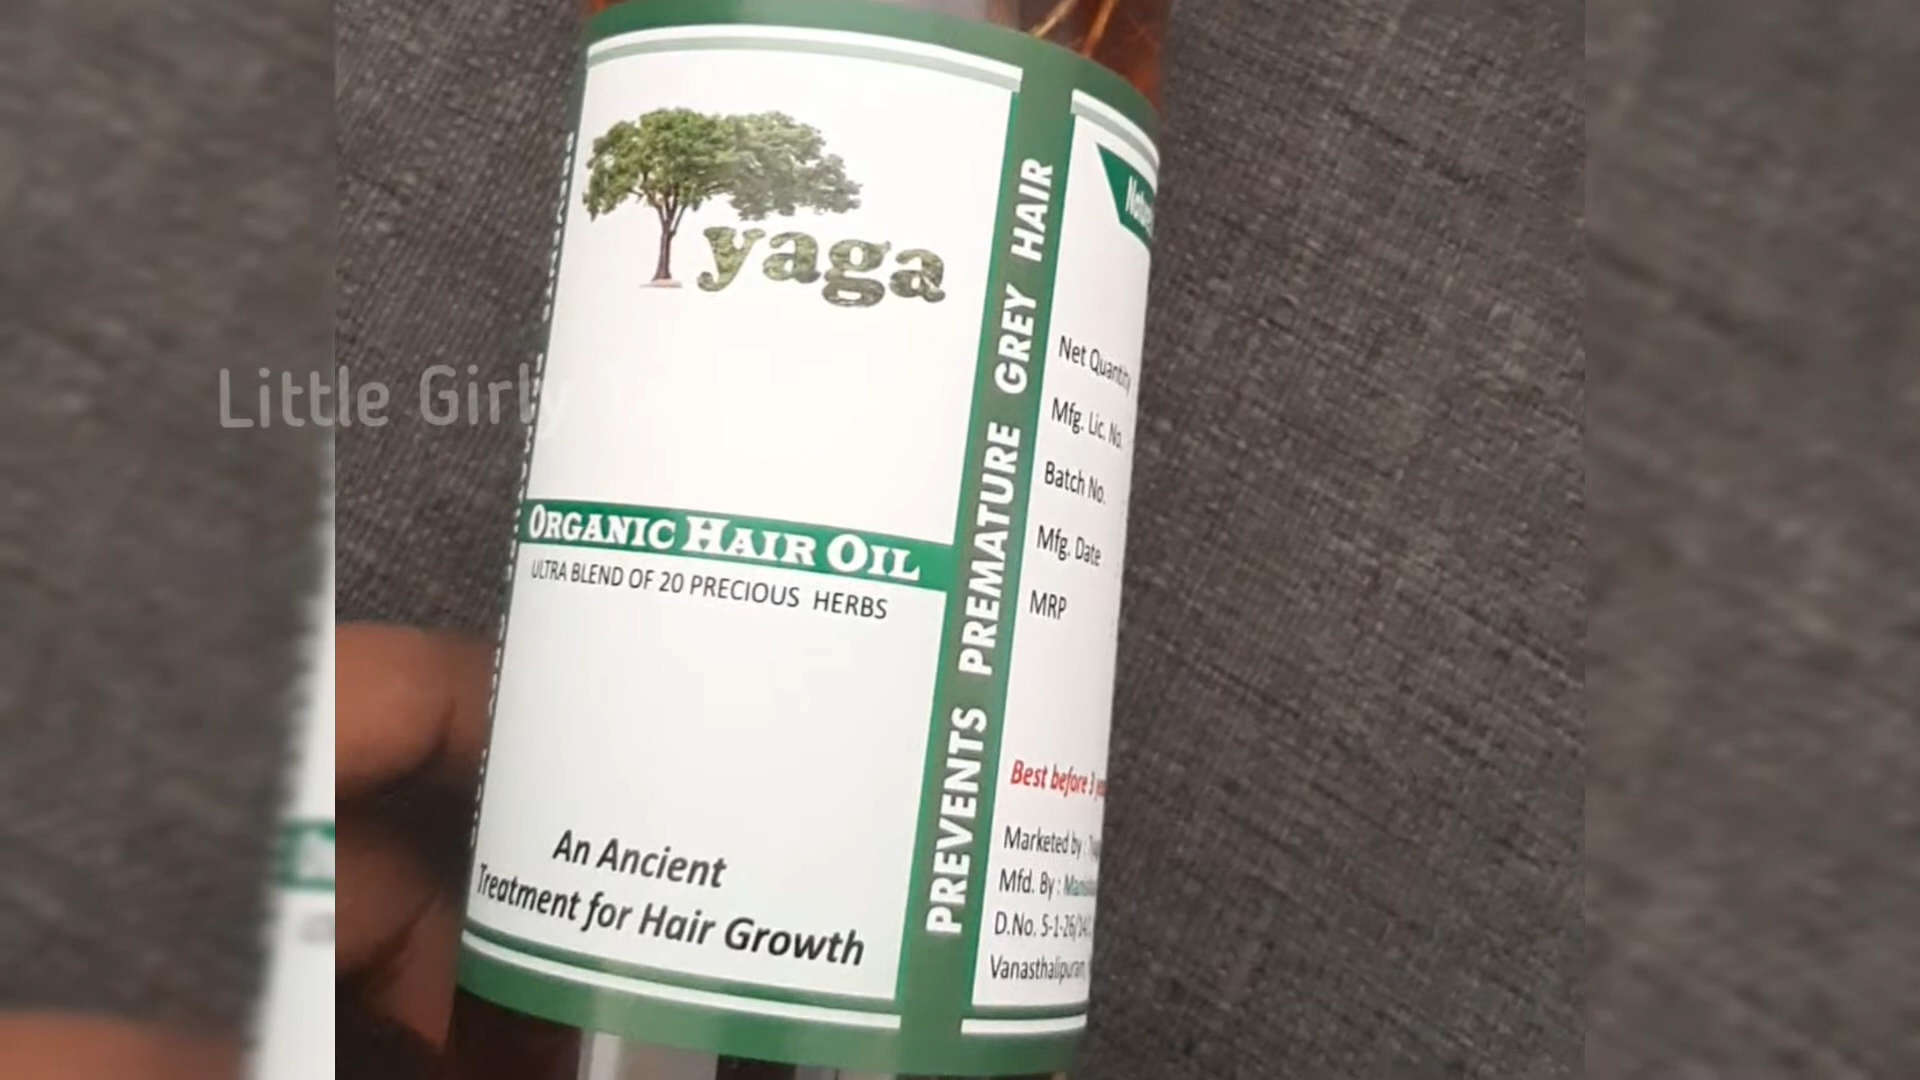 yaga
ORGANIC HAIR OIL
ULTRA BLEND OF 20 PRECIOUS HERBS
An Ancient
Treatment for Hair Growth
PREVENTS PREMATURE GREY HAIR
Net Quantity
Mfg. Lic. No.
Batch No.
Mfg. Date
MRP
Best before 3
Marketed by :
Mfd. By :
D.No. 5-1-26/
Vanasthalipuram,
Little Girly